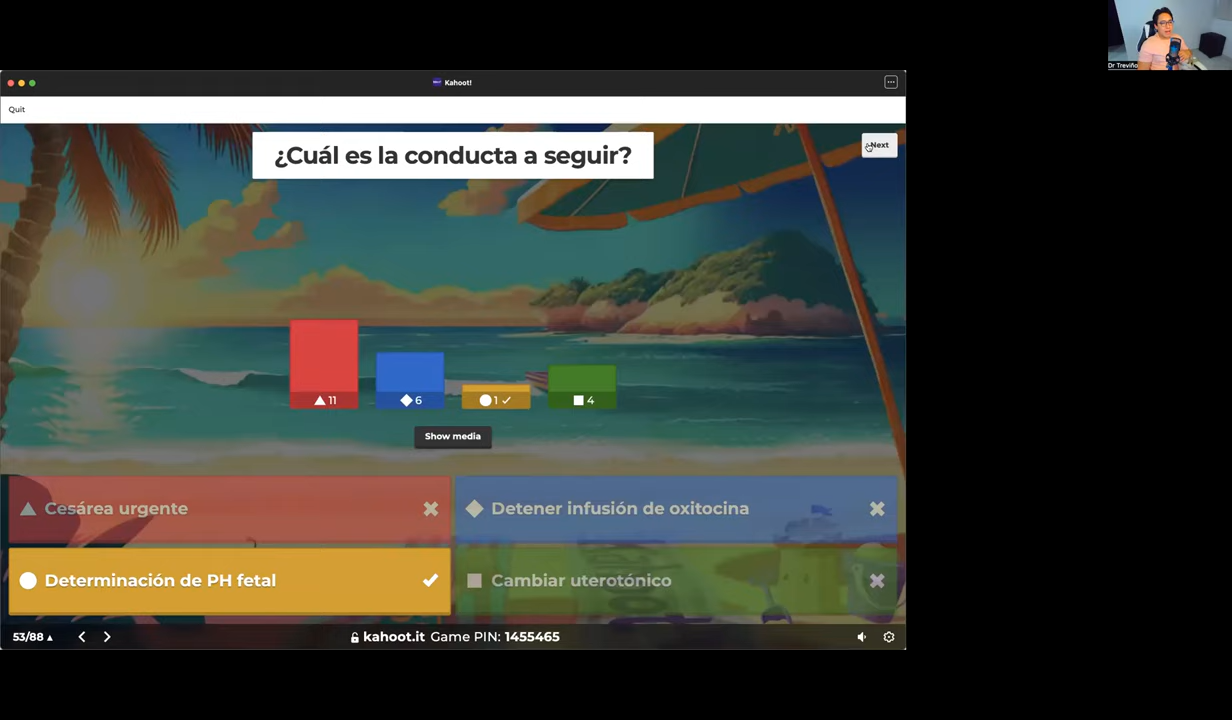 Dr Treviño
Kahoot!
Quit
¿Cuál es la conducta a seguir?
Next
11
6
1
4
Show media
Cesárea urgente
Detener infusión de oxitocina
Determinación de PH fetal
Cambiar uterotónico
53/88
kahoot.it Game PIN: 1455465